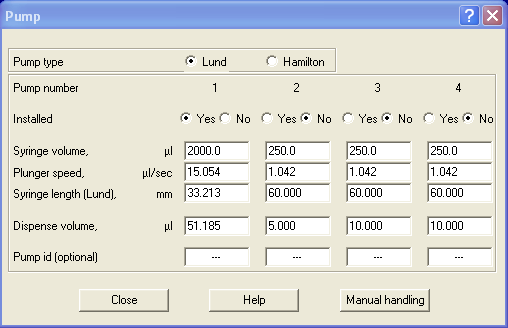 Pump
Pump type Lund Hamilton
Pump number 1 2 3 4
Installed Yes No Yes No Yes No Yes No
Syringe volume, µl 2000.0 250.0 250.0 250.0
Plunger speed, µl/sec 15.054 1.042 1.042 1.042
Syringe length (Lund), mm 33.213 60.000 60.000 60.000
Dispense volume, µl 51.185 5.000 10.000 10.000
Pump id (optional) --- --- --- ---
Close Help Manual handling